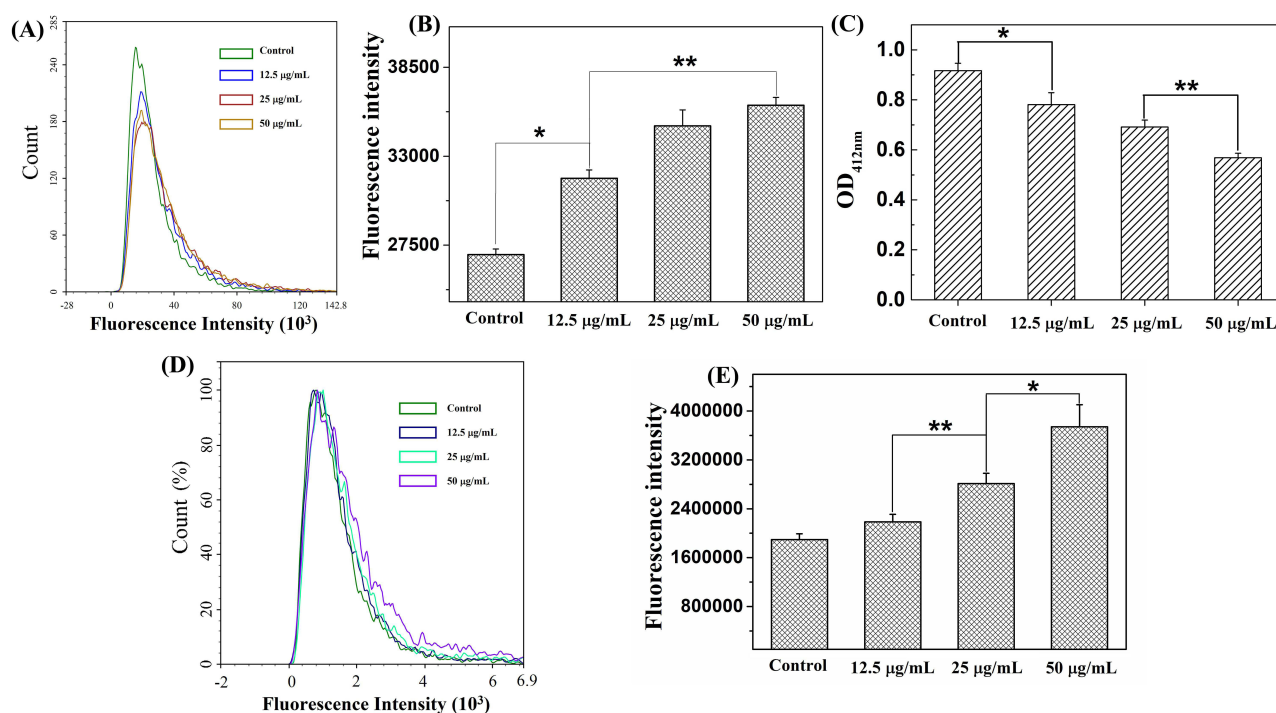 (A)
285
240
180
120
60
0
Count
-28
0
40
80
120
142.8
Fluorescence Intensity (10³)
Control
12.5 μg/mL
25 μg/mL
50 μg/mL
(B)
38500
33000
27500
Fluorescence intensity
*
**
Control
12.5 μg/mL
25 μg/mL
50 μg/mL
(C)
1.0
0.8
0.6
0.4
0.2
0.0
OD412nm
*
**
Control
12.5 μg/mL
25 μg/mL
50 μg/mL
(D)
100
80
60
40
20
0
Count (%)
-2
0
2
4
6
6.9
Fluorescence Intensity (10³)
Control
12.5 μg/mL
25 μg/mL
50 μg/mL
(E)
4000000
3200000
2400000
1600000
800000
Fluorescence intensity
**
*
Control
12.5 μg/mL
25 μg/mL
50 μg/mL